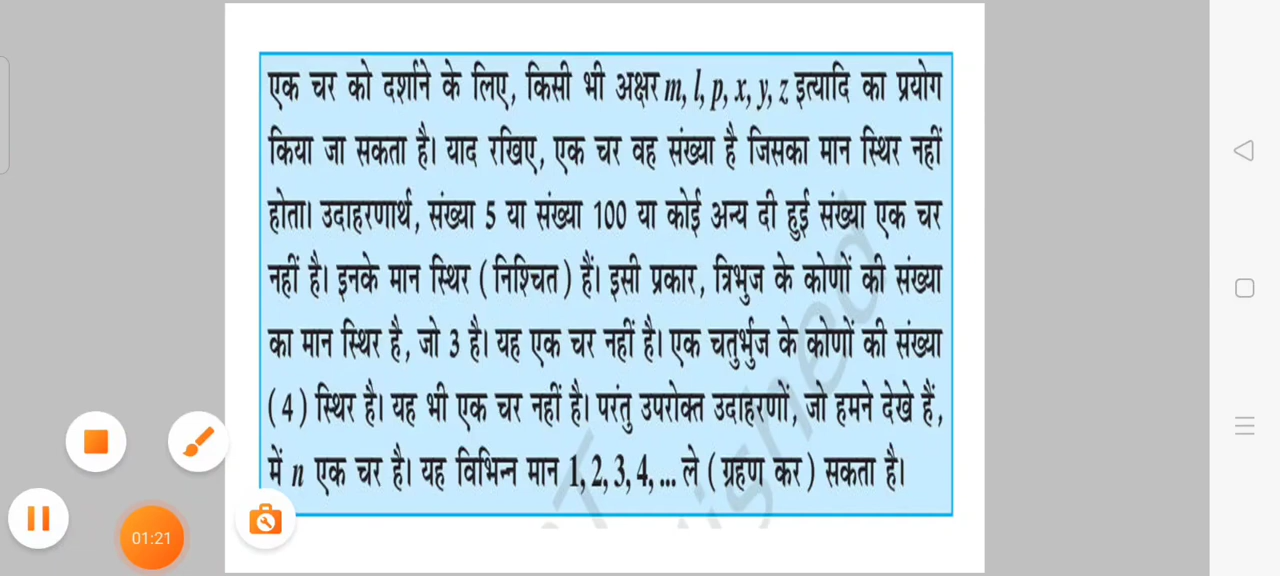 एक चर को दर्शाने के लिए, किसी भी अक्षर m, l, p, x, y, z इत्यादि का प्रयोग
किया जा सकता है। याद रखिए, एक चर वह संख्या है जिसका मान स्थिर नहीं
होता। उदाहरणार्थ, संख्या 5 या संख्या 100 या कोई अन्य दी हुई संख्या एक चर
नहीं है। इनके मान स्थिर (निश्चित) हैं। इसी प्रकार, त्रिभुज के कोणों की संख्या
का मान स्थिर है, जो 3 है। यह एक चर नहीं है। एक चतुर्भुज के कोणों की संख्या
(4) स्थिर है। यह भी एक चर नहीं है। परंतु उपरोक्त उदाहरणों, जो हमने देखे हैं,
में n एक चर है। यह विभिन्न मान 1, 2, 3, 4, ... ले (ग्रहण कर) सकता है।
01:21